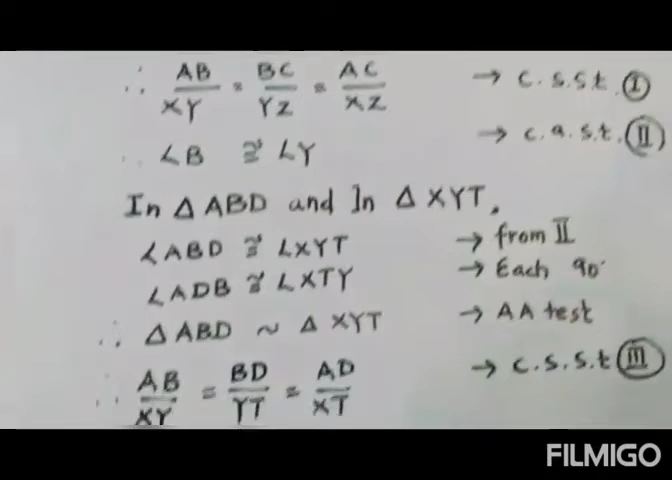 ∴ AB/XY = BC/YZ = AC/XZ → c.s.s.t. (I)
∴ ∠B ≅ ∠Y → c.a.s.t. (II)
In Δ ABD and In Δ XYT,
∠ABD ≅ ∠XYT → from II
∠ADB ≅ ∠XTY → Each 90°
∴ Δ ABD ~ Δ XYT → AA test
∴ AB/XY = BD/YT = AD/XT → c.s.s.t (III)
FILMIGO